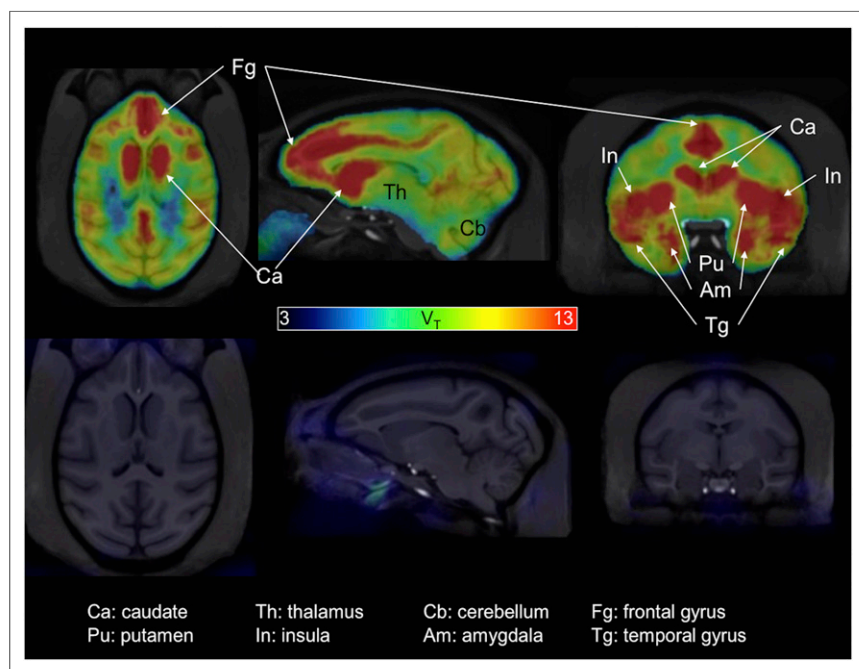 Fg
Ca
In
In
Th
Cb
Ca
Pu
Am
Tg
3 V_T 13
Ca: caudate Th: thalamus Cb: cerebellum Fg: frontal gyrus
Pu: putamen In: insula Am: amygdala Tg: temporal gyrus